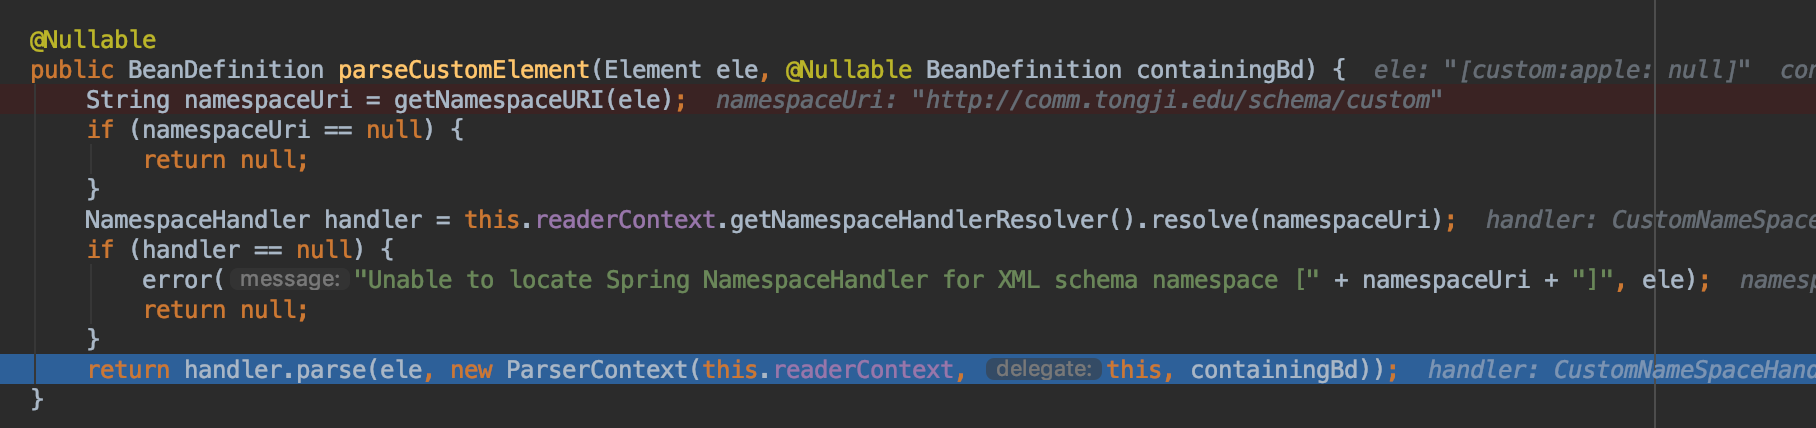 @Nullable
public BeanDefinition parseCustomElement(Element ele, @Nullable BeanDefinition containingBd) { ele: "[custom:apple: null]" con
String namespaceUri = getNamespaceURI(ele); namespaceUri: "http://comm.tongji.edu/schema/custom"
if (namespaceUri == null) {
return null;
}
NamespaceHandler handler = this.readerContext.getNamespaceHandlerResolver().resolve(namespaceUri); handler: CustomNameSpace
if (handler == null) {
error( message: "Unable to locate Spring NamespaceHandler for XML schema namespace [" + namespaceUri + "]", ele); namesp
return null;
}
return handler.parse(ele, new ParserContext(this.readerContext, delegate: this, containingBd)); handler: CustomNameSpaceHand
}